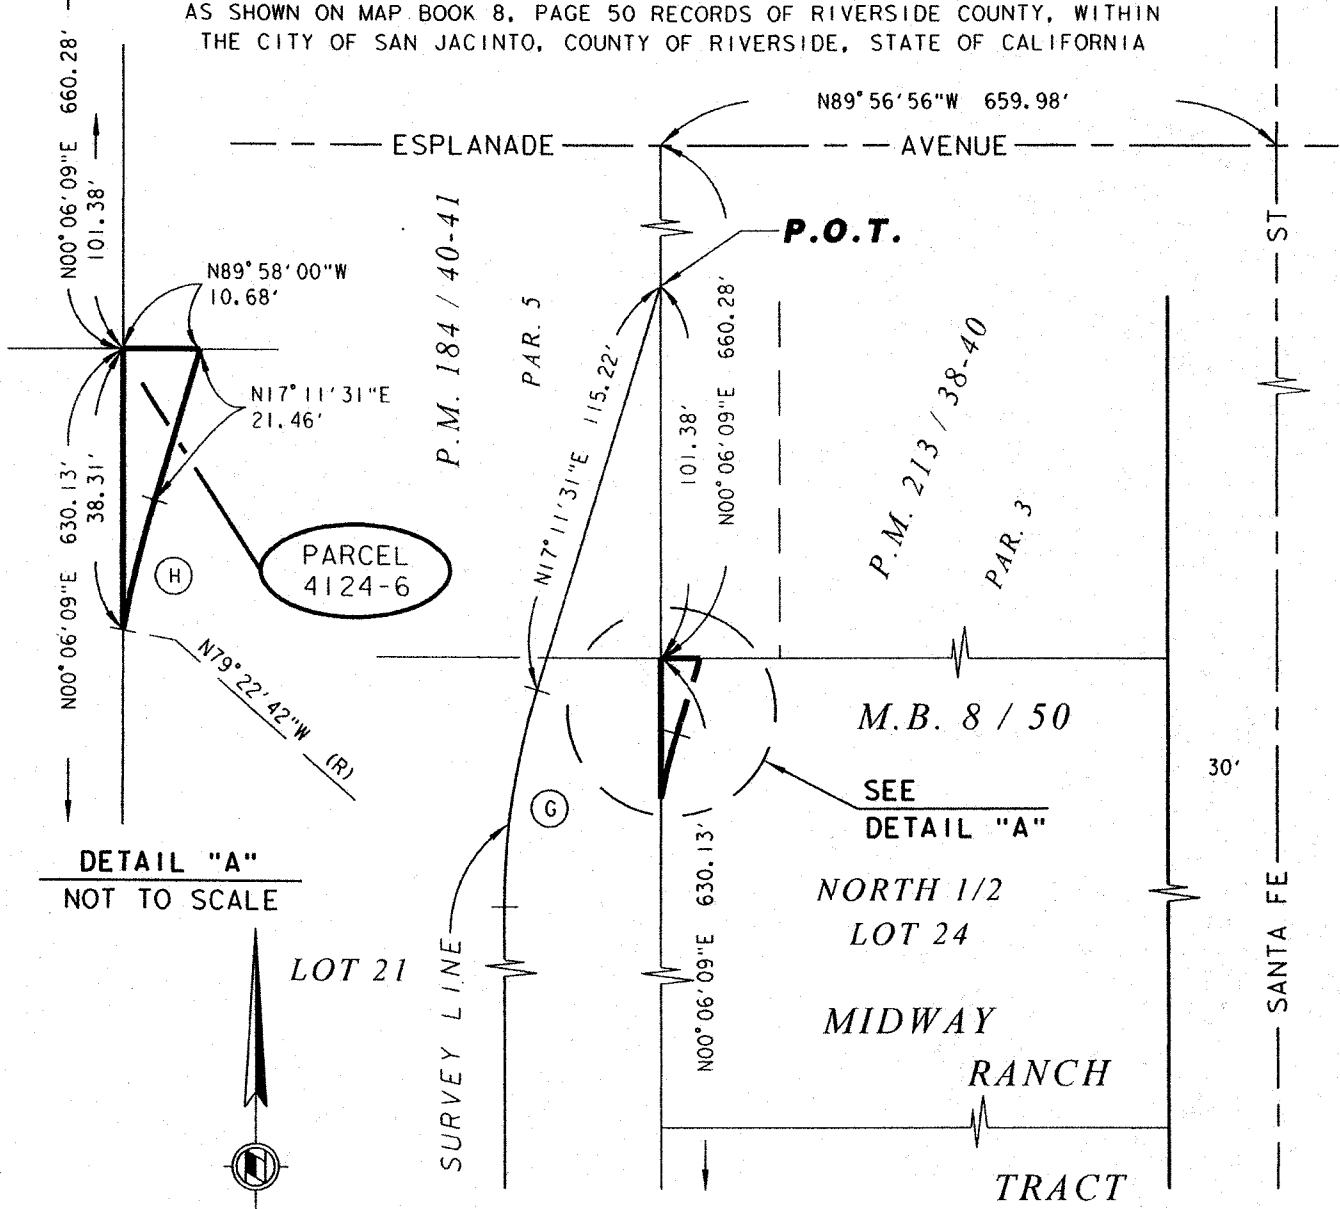 AS SHOWN ON MAP BOOK 8, PAGE 50 RECORDS OF RIVERSIDE COUNTY, WITHIN
THE CITY OF SAN JACINTO, COUNTY OF RIVERSIDE, STATE OF CALIFORNIA
N89°56'56"W 659.98'
ESPLANADE AVENUE
P.O.T.
ST
N00°06'09"E 660.28'
101.38'
N89°58'00"W
10.68'
N17°11'31"E
21.46'
N00°06'09"E 630.13'
38.31'
PARCEL
4124-6
H
N79°22'42"W (R)
DETAIL "A"
NOT TO SCALE
P.M. 184 / 40-41
PAR. 5
N17°11'31"E 115.22'
101.38'
N00°06'09"E 660.28'
P.M. 213 / 38-40
PAR. 3
M.B. 8 / 50
30'
SEE
DETAIL "A"
G
N00°06'09"E 630.13'
NORTH 1/2
LOT 24
LOT 21
SURVEY LINE
MIDWAY
RANCH
TRACT
SANTA FE